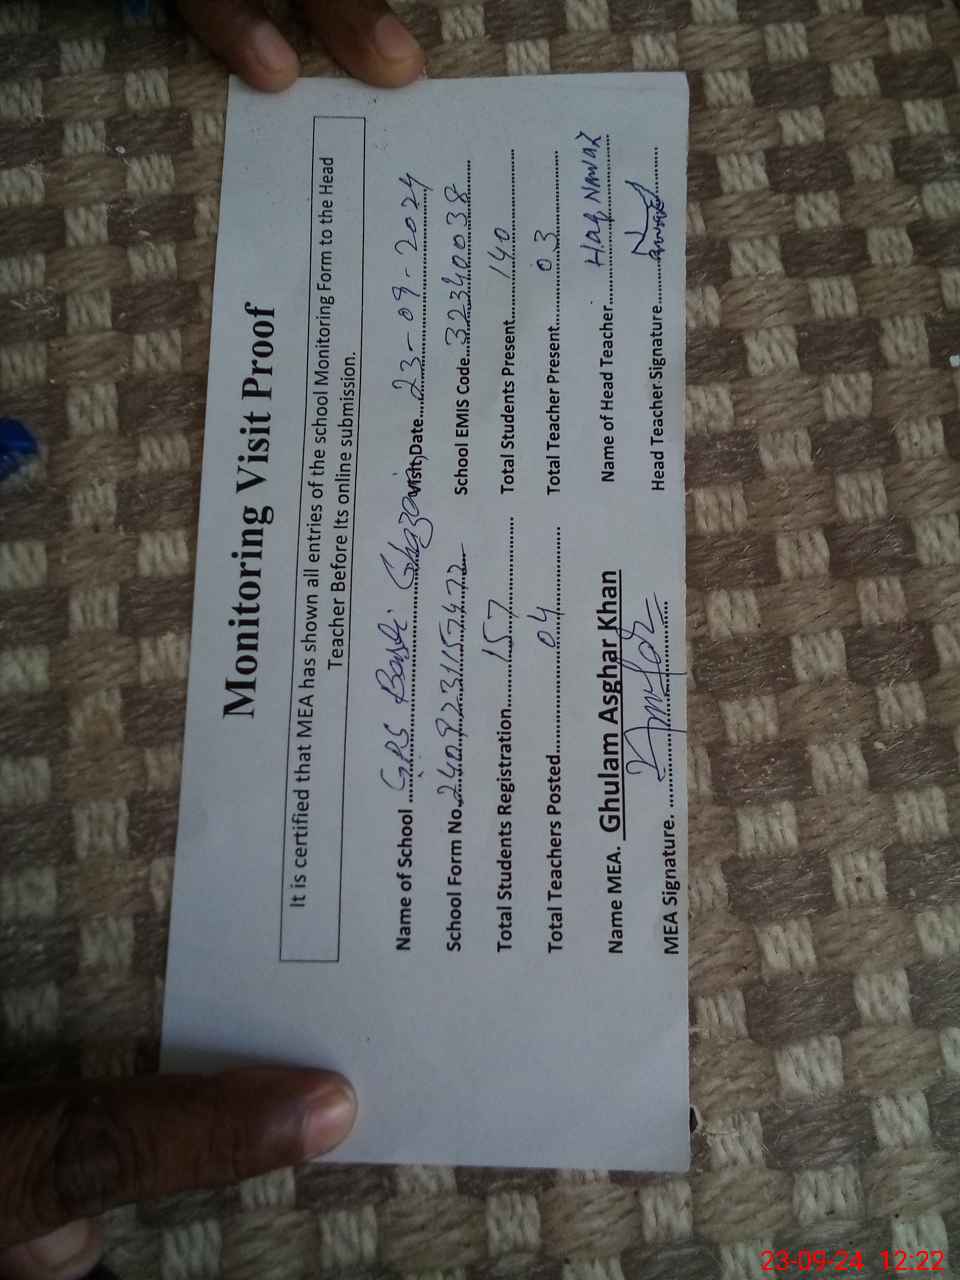 Monitoring Visit Proof
It is certified that MEA has shown all entries of the school Monitoring Form to the Head
Teacher Before Its online submission.
Name of School GPS Basti Visit Date 23-09-2024
School Form No. School EMIS Code 32340038
Total Students Registration 157 Total Students Present 140
Total Teachers Posted 04 Total Teacher Present 03
Name MEA. Ghulam Asghar Khan Name of Head Teacher Haq Nawaz
MEA Signature. Head Teacher Signature
23-09-24 12:22